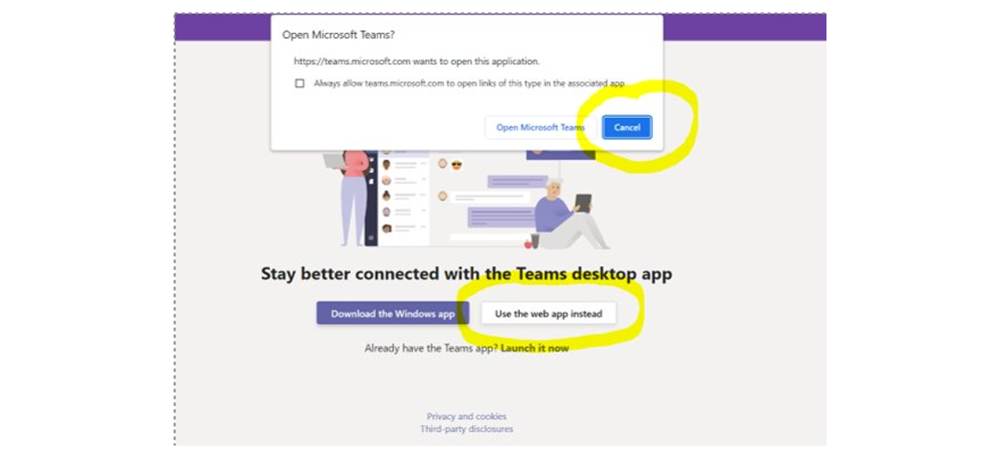 Open Microsoft Teams?
https://teams.microsoft.com wants to open this application.
Always allow teams.microsoft.com to open links of this type in the associated app
Open Microsoft Teams
Cancel
Stay better connected with the Teams desktop app
Download the Windows app
Use the web app instead
Already have the Teams app? Launch it now
Privacy and cookies
Third-party disclosures